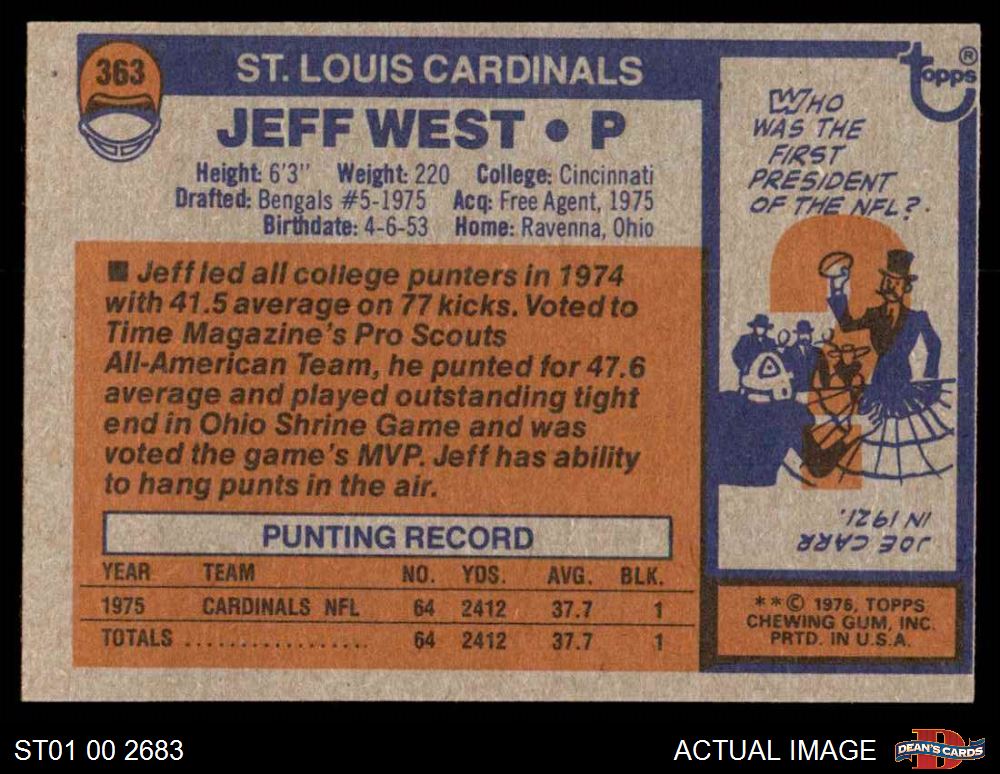 363
ST. LOUIS CARDINALS
JEFF WEST • P
Height: 6'3" Weight: 220 College: Cincinnati
Drafted: Bengals #5-1975 Acq: Free Agent, 1975
Birthdate: 4-6-53 Home: Ravenna, Ohio
■ Jeff led all college punters in 1974
with 41.5 average on 77 kicks. Voted to
Time Magazine's Pro Scouts
All-American Team, he punted for 47.6
average and played outstanding tight
end in Ohio Shrine Game and was
voted the game's MVP. Jeff has ability
to hang punts in the air.
PUNTING RECORD
YEAR TEAM NO. YDS. AVG. BLK.
1975 CARDINALS NFL 64 2412 37.7 1
TOTALS .................. 64 2412 37.7 1
topps®
WHO
WAS THE
FIRST
PRESIDENT
OF THE NFL?
JOE CARR
IN 1921.
**© 1976, TOPPS
CHEWING GUM, INC.
PRTD. IN U.S.A.
ST01 00 2683
ACTUAL IMAGE
D
DEAN'S CARDS